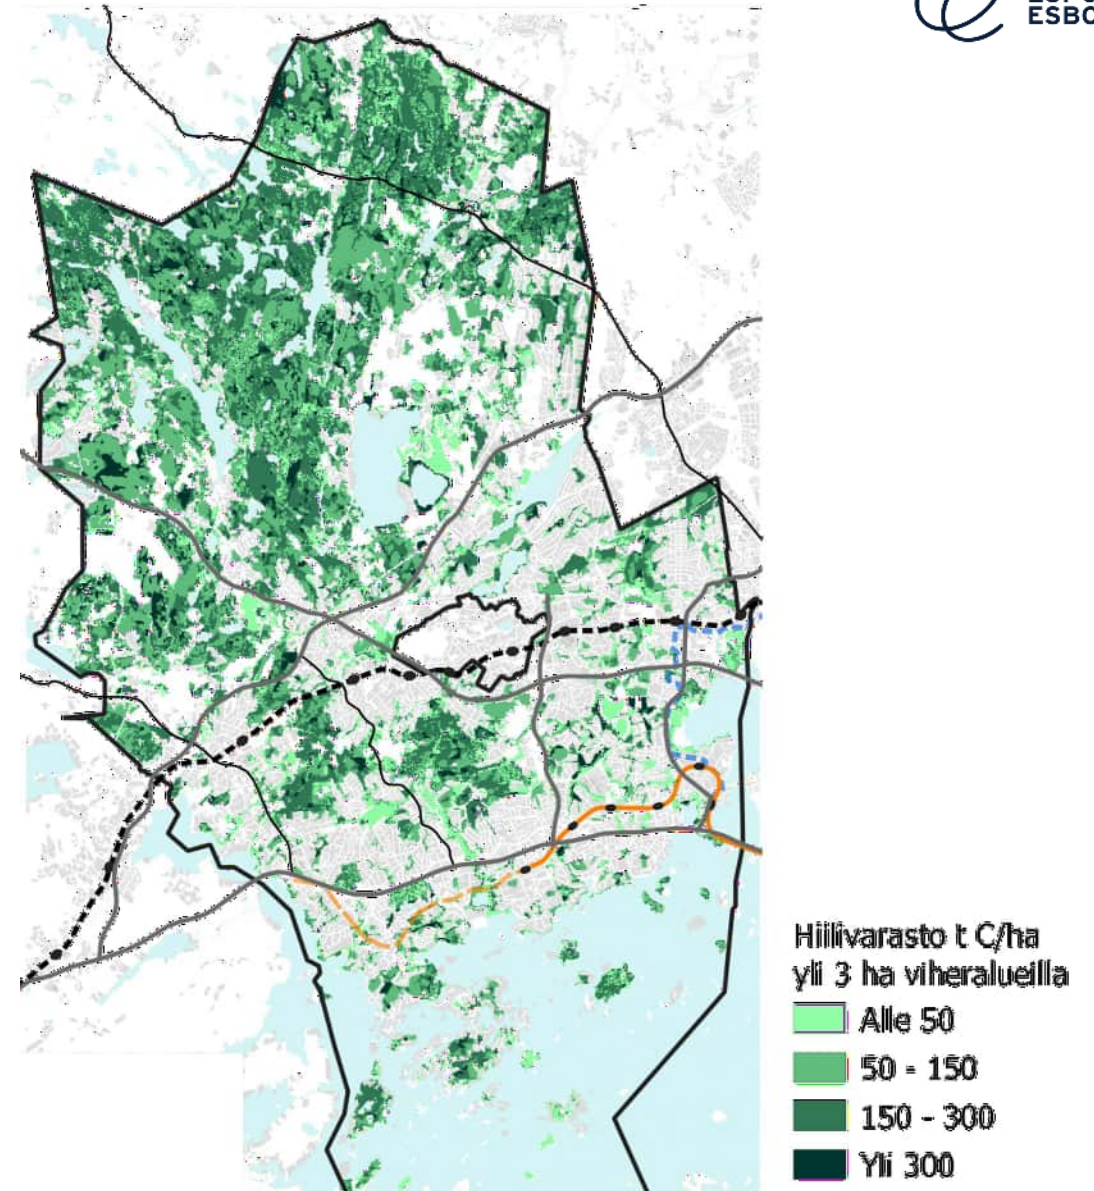 ESBO
Hiilivarasto t C/ha
yli 3 ha viheralueilla
Alle 50
50 - 150
150 - 300
Yli 300